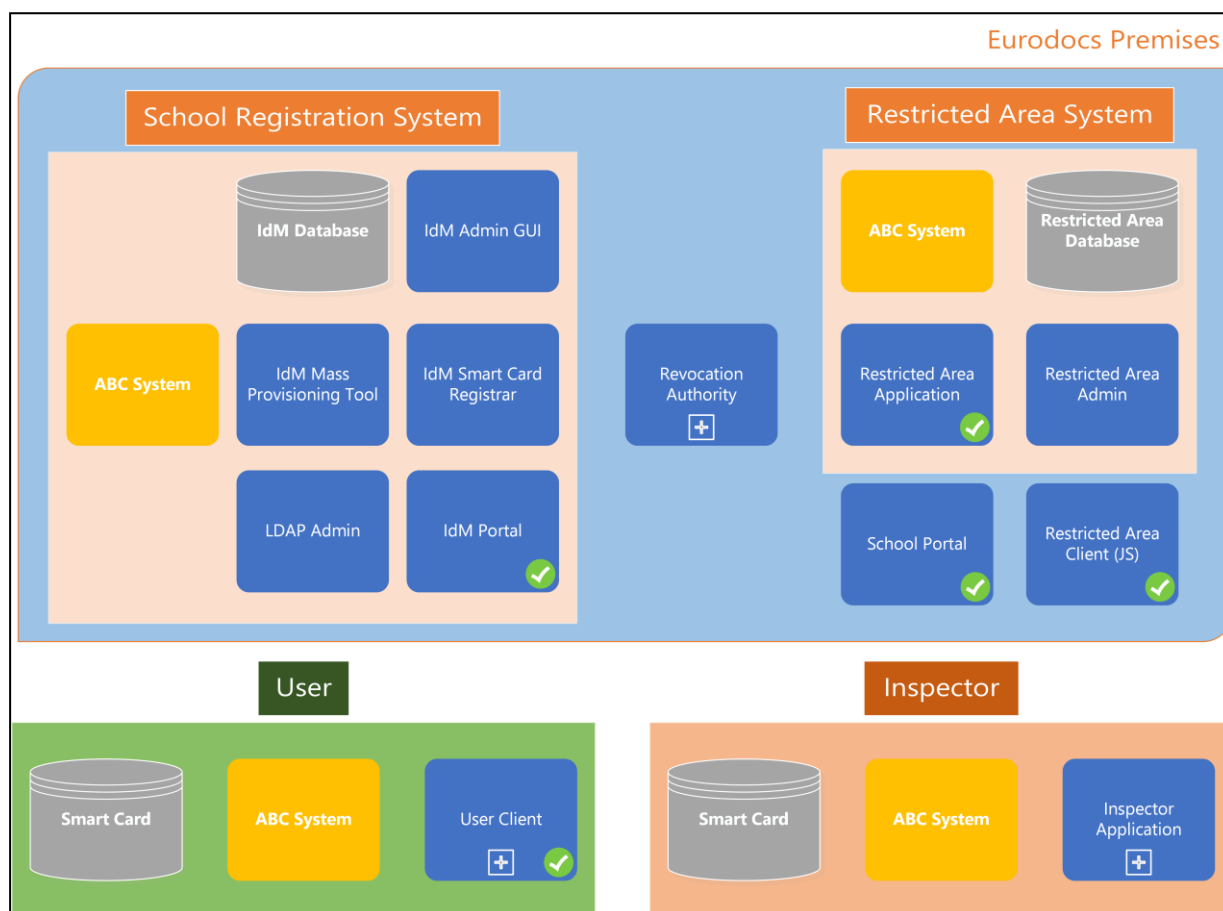 Eurodocs Premises
School Registration System
Restricted Area System
IdM Database
IdM Admin GUI
ABC System
Restricted Area
Database
ABC System
IdM Mass
Provisioning Tool
IdM Smart Card
Registrar
Revocation
Authority
Restricted Area
Application
Restricted Area
Admin
LDAP Admin
IdM Portal
School Portal
Restricted Area
Client (JS)
User
Inspector
Smart Card
ABC System
User Client
Smart Card
ABC System
Inspector
Application